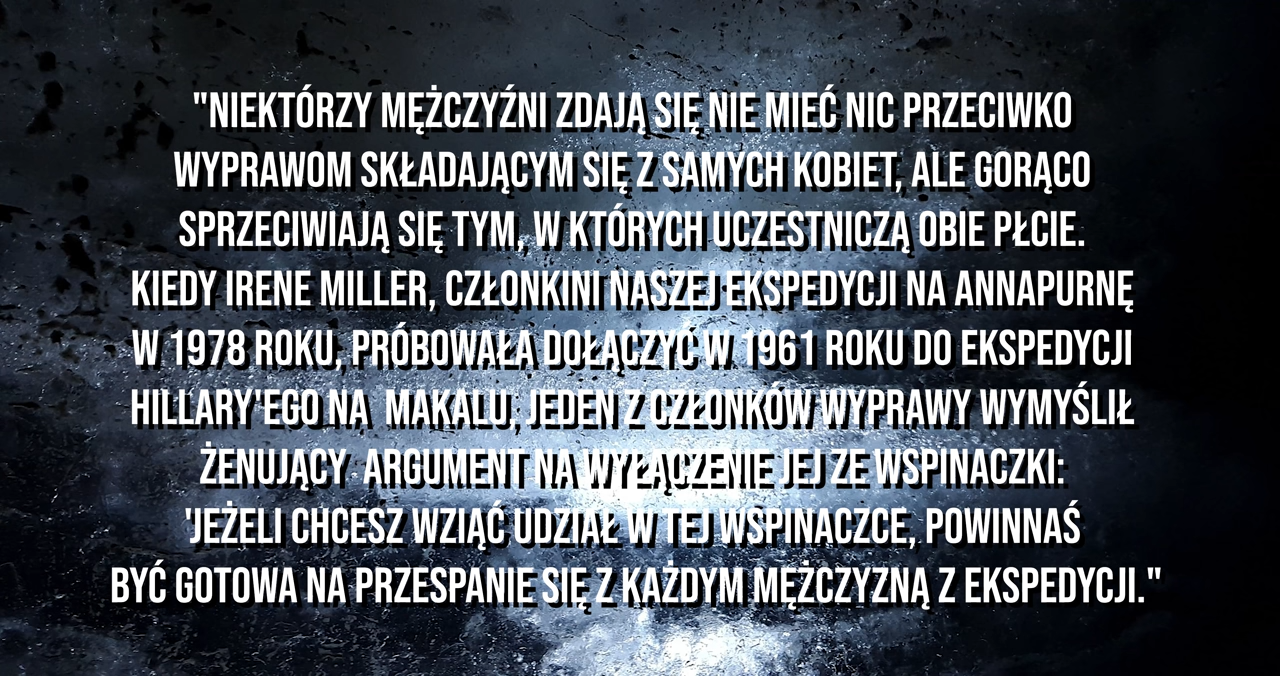 "NIEKTÓRZY MĘŻCZYŹNI ZDAJĄ SIĘ NIE MIEĆ NIC PRZECIWKO
WYPRAWOM SKŁADAJĄCYM SIĘ Z SAMYCH KOBIET, ALE GORĄCO
SPRZECIWIAJĄ SIĘ TYM, W KTÓRYCH UCZESTNICZĄ OBIE PŁCIE.
KIEDY IRENE MILLER, CZŁONKINI NASZEJ EKSPEDYCJI NA ANNAPURNĘ
W 1978 ROKU, PRÓBOWAŁA DOŁĄCZYĆ W 1961 ROKU DO EKSPEDYCJI
HILLARY'EGO NA MAKALU, JEDEN Z CZŁONKÓW WYPRAWY WYMYŚLIŁ
ŻENUJĄCY ARGUMENT NA WYŁĄCZENIE JEJ ZE WSPINACZKI:
'JEŻELI CHCESZ WZIĄĆ UDZIAŁ W TEJ WSPINACZCE, POWINNAŚ
BYĆ GOTOWA NA PRZESPANIE SIĘ Z KAŻDYM MĘŻCZYZNĄ Z EKSPEDYCJI."